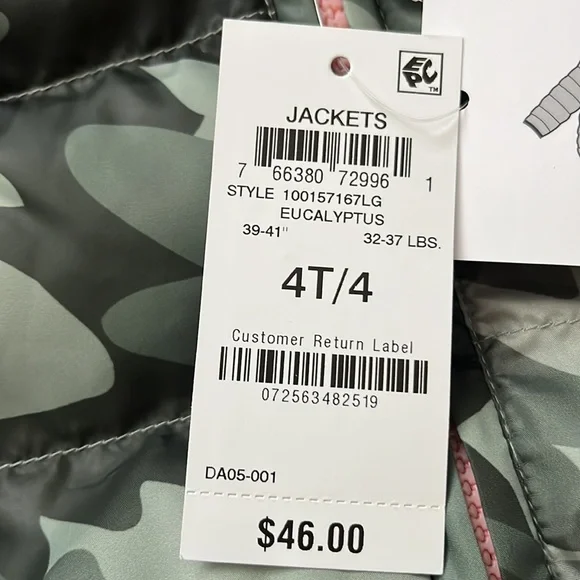 EPC
TM
JACKETS
7 66380 72996 1
STYLE 100157167LG
EUCALYPTUS
39-41" 32-37 LBS.
4T/4
Customer Return Label
072563482519
DA05-001
$46.00